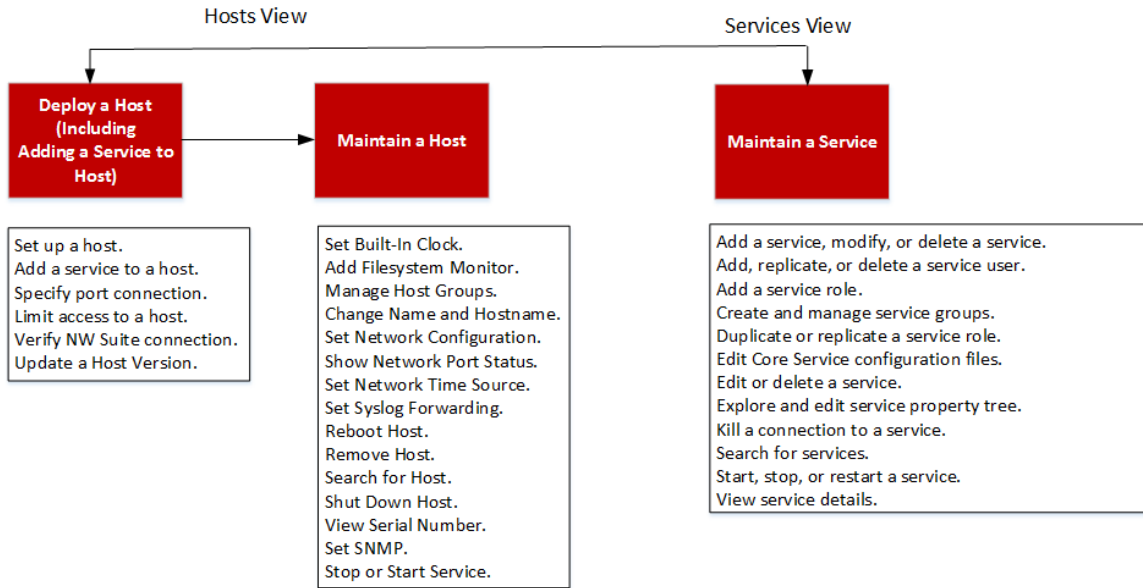 Hosts View
Services View
Deploy a Host
(Including
Adding a Service to
Host)
Maintain a Host
Maintain a Service
Set up a host.
Add a service to a host.
Specify port connection.
Limit access to a host.
Verify NW Suite connection.
Update a Host Version.
Set Built-In Clock.
Add Filesystem Monitor.
Manage Host Groups.
Change Name and Hostname.
Set Network Configuration.
Show Network Port Status.
Set Network Time Source.
Set Syslog Forwarding.
Reboot Host.
Remove Host.
Search for Host.
Shut Down Host.
View Serial Number.
Set SNMP.
Stop or Start Service.
Add a service, modify, or delete a service.
Add, replicate, or delete a service user.
Add a service role.
Create and manage service groups.
Duplicate or replicate a service role.
Edit Core Service configuration files.
Edit or delete a service.
Explore and edit service property tree.
Kill a connection to a service.
Search for services.
Start, stop, or restart a service.
View service details.